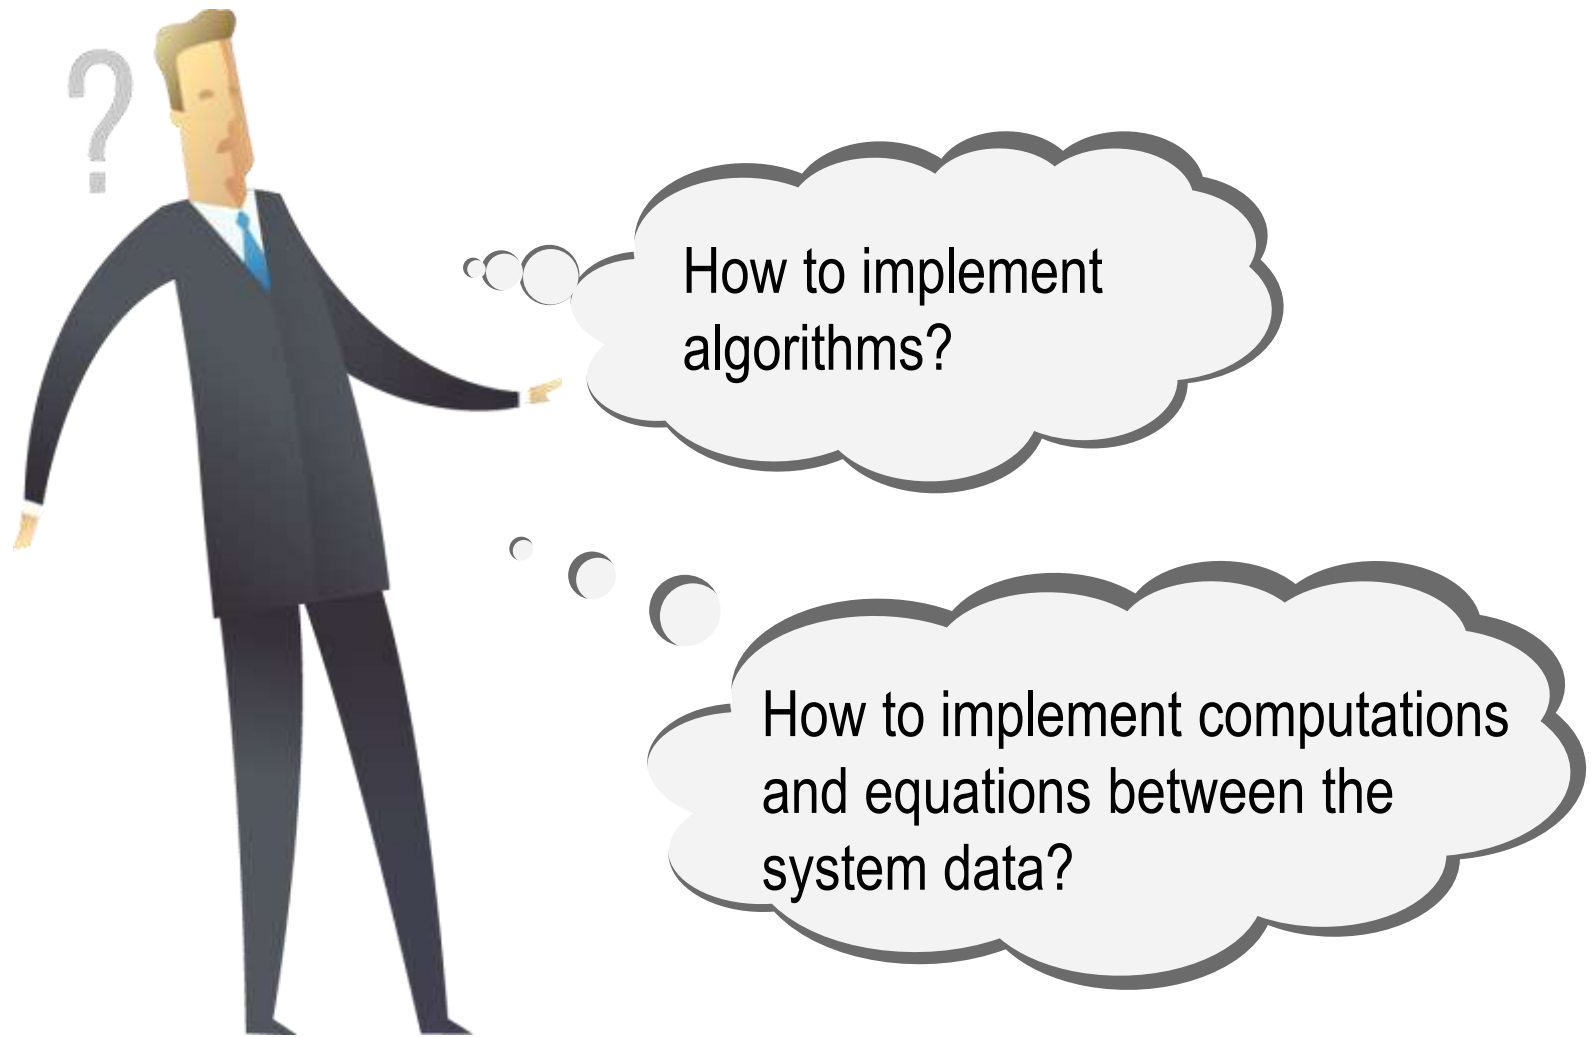 ?
How to implement
algorithms?
How to implement computations
and equations between the
system data?